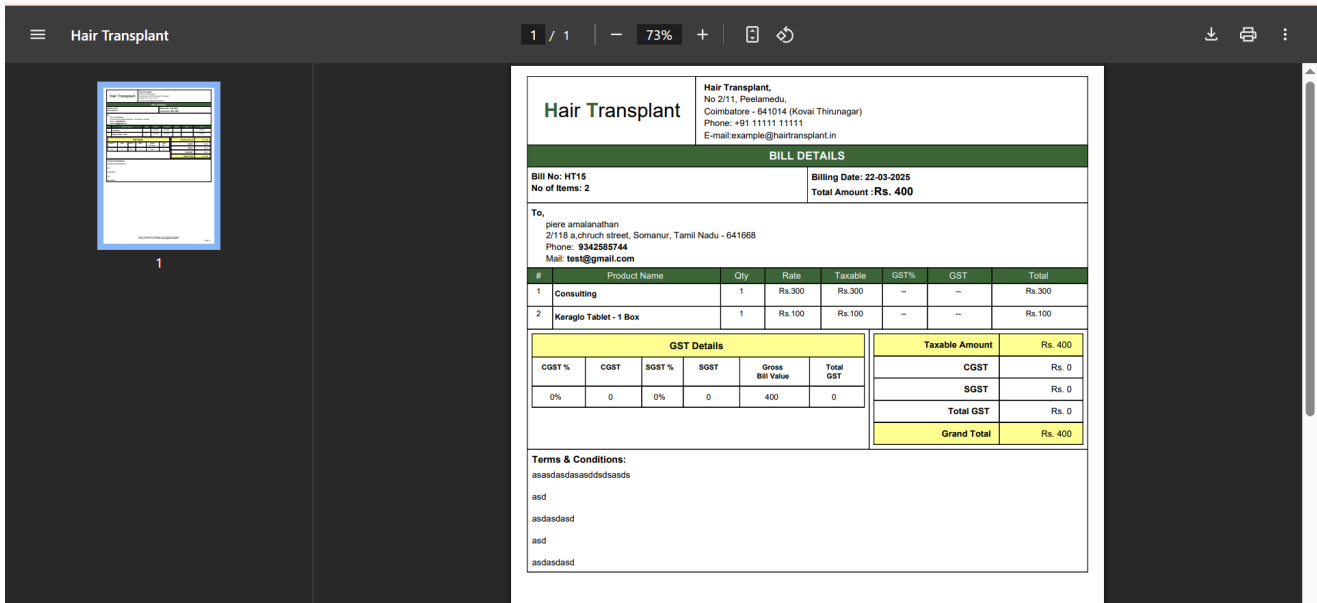 Hair Transplant
1 / 1
73%
1
Hair Transplant
Hair Transplant,
No 2/11, Peelamedu,
Coimbatore - 641014 (Kovai Thirunagar)
Phone: +91 11111 11111
E-mail:example@hairtransplant.in
BILL DETAILS
Bill No: HT15
No of Items: 2
Billing Date: 22-03-2025
Total Amount :Rs. 400
To,
piere amalanathan
2/118 a,chruch street, Somanur, Tamil Nadu - 641668
Phone: 9342585744
Mail: test@gmail.com
# Product Name Qty Rate Taxable GST% GST Total
1 Consulting 1 Rs.300 Rs.300 -- -- Rs.300
2 Keraglo Tablet - 1 Box 1 Rs.100 Rs.100 -- -- Rs.100
GST Details
CGST % CGST SGST % SGST Gross Bill Value Total GST
0% 0 0% 0 400 0
Taxable Amount Rs. 400
CGST Rs. 0
SGST Rs. 0
Total GST Rs. 0
Grand Total Rs. 400
Terms & Conditions:
asasdasdasasddsdsasds
asd
asdasdasd
asd
asdasdasd